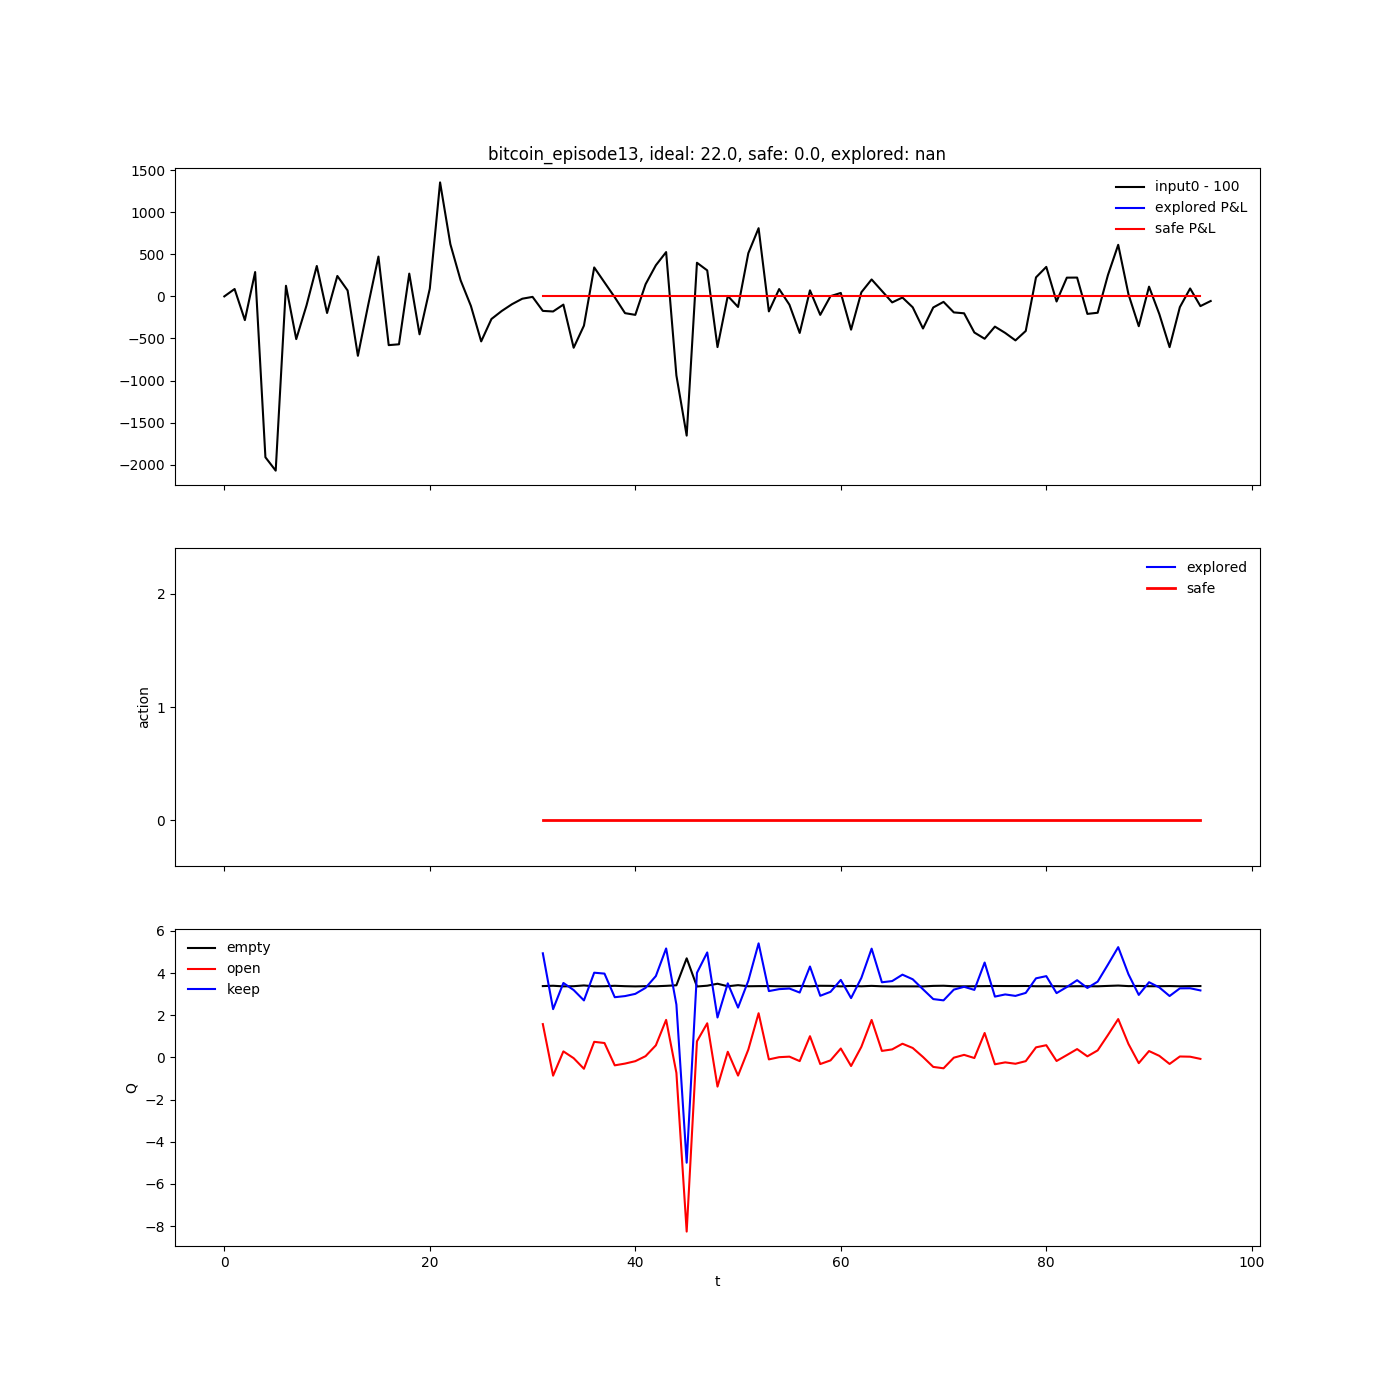 bitcoin_episode13, ideal: 22.0, safe: 0.0, explored: nan
1500
1000
500
0
−500
−1000
−1500
−2000
input0 - 100
explored P&L
safe P&L
action
2
1
0
explored
safe
Q
6
4
2
0
−2
−4
−6
−8
empty
open
keep
0 20 40 60 80 100
t